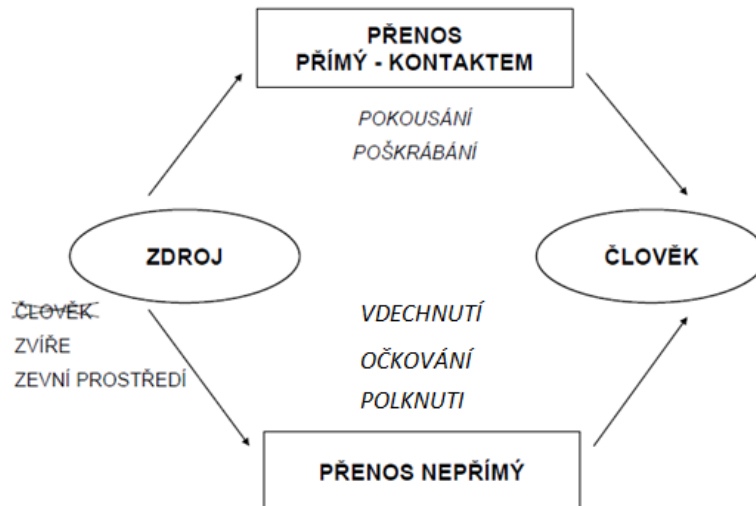 PŘENOS
PŘÍMÝ - KONTAKTEM
POKOUSÁNÍ
POŠKRÁBÁNÍ
ZDROJ
ČLOVĚK
ČLOVĚK
ZVÍŘE
ZEVNÍ PROSTŘEDÍ
VDECHNUTÍ
OČKOVÁNÍ
POLKNUTI
PŘENOS NEPŘÍMÝ